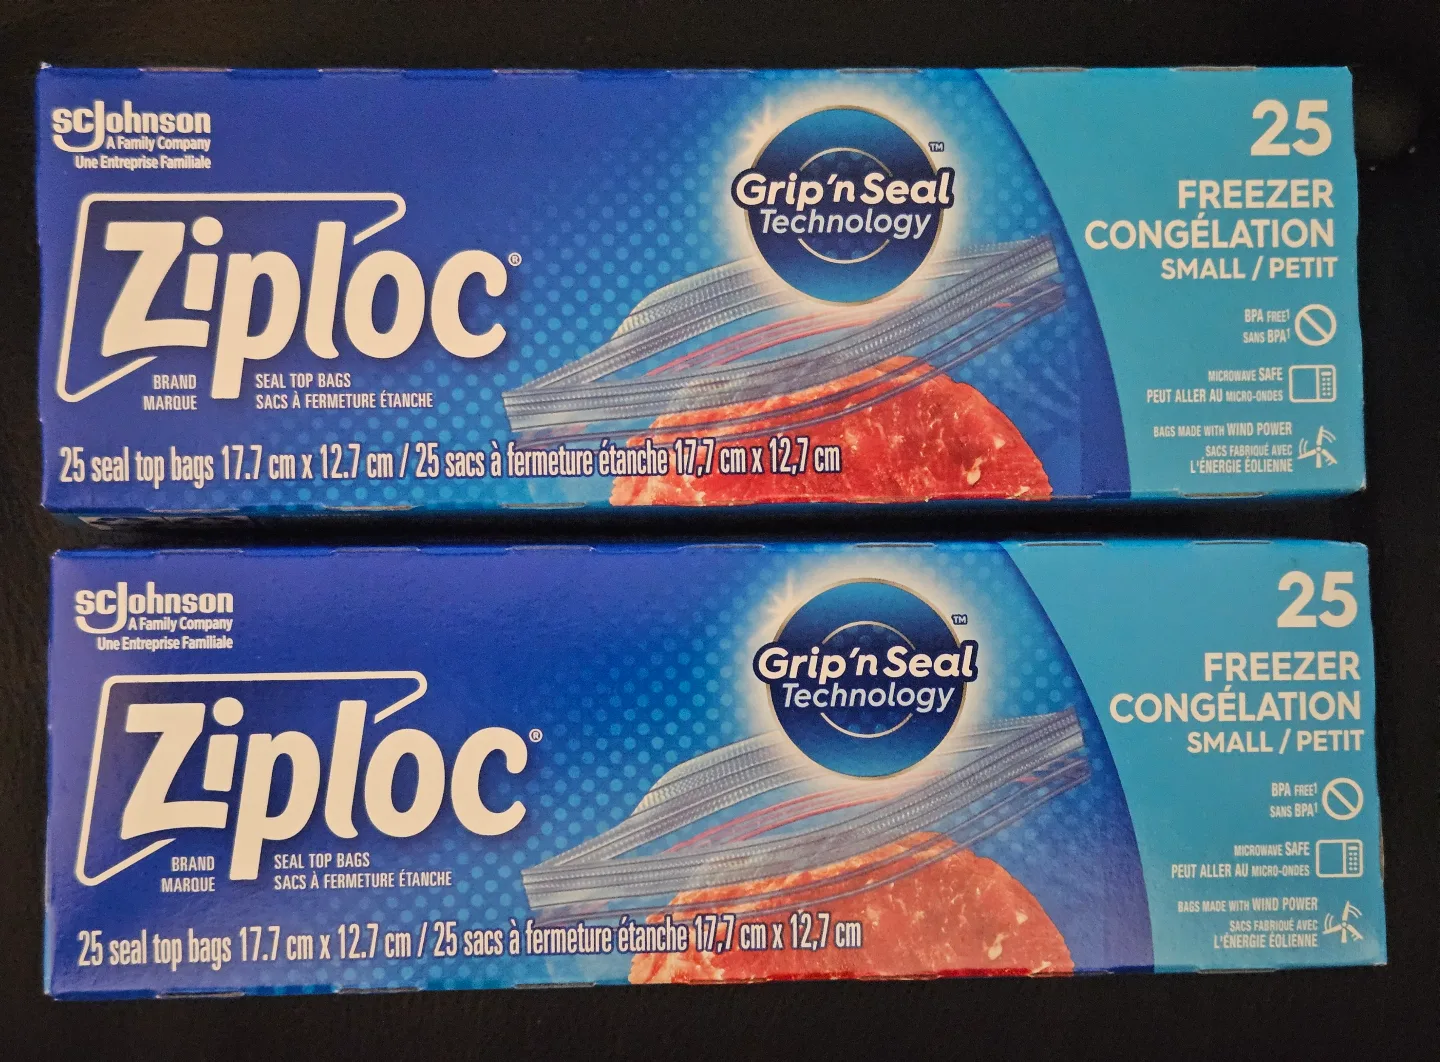 SCJohnson
A Family Company
Une Entreprise Familiale
Ziploc®
BRAND
MARQUE
SEAL TOP BAGS
SACS À FERMETURE ÉTANCHE
25 seal top bags 17.7 cm x 12.7 cm / 25 sacs à fermeture étanche 17,7 cm x 12,7 cm
Grip'n Seal™
Technology
25
FREEZER
CONGÉLATION
SMALL / PETIT
BPA FREE†
SANS BPA†
MICROWAVE SAFE
PEUT ALLER AU MICRO-ONDES
BAGS MADE WITH WIND POWER
SACS FABRIQUÉ AVEC
L'ÉNERGIE ÉOLIENNE
SCJohnson
A Family Company
Une Entreprise Familiale
Ziploc®
BRAND
MARQUE
SEAL TOP BAGS
SACS À FERMETURE ÉTANCHE
25 seal top bags 17.7 cm x 12.7 cm / 25 sacs à fermeture étanche 17,7 cm x 12,7 cm
Grip'n Seal™
Technology
25
FREEZER
CONGÉLATION
SMALL / PETIT
BPA FREE†
SANS BPA†
MICROWAVE SAFE
PEUT ALLER AU MICRO-ONDES
BAGS MADE WITH WIND POWER
SACS FABRIQUÉ AVEC
L'ÉNERGIE ÉOLIENNE